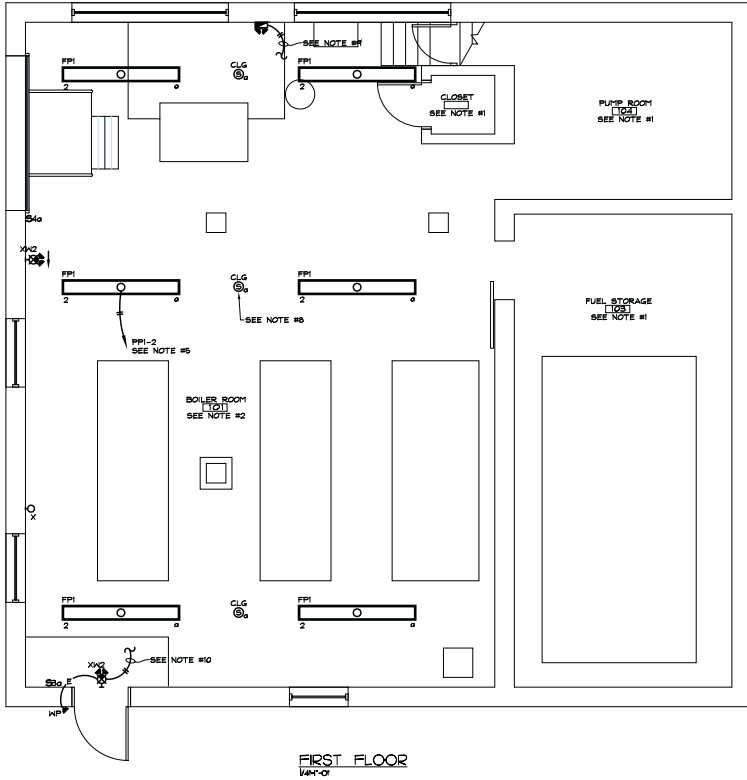 SEE NOTE #9
FP1
CLG
FP1
2
a
S a
2
a
CLOSET
SEE NOTE #1
PUMP ROOM
104
SEE NOTE #1
S4a
XW2
FP1
CLG
FP1
2
a
S a
2
a
SEE NOTE #8
FUEL STORAGE
103
SEE NOTE #1
PP1-2
SEE NOTE #5
BOILER ROOM
101
SEE NOTE #2
X
FP1
CLG
FP1
2
a
S a
2
a
XW2
SEE NOTE #10
S3a
E
WP
FIRST FLOOR